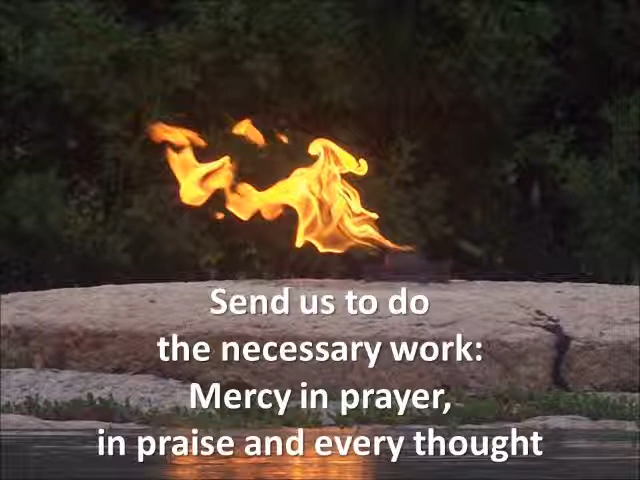 Send us to do
the necessary work:
Mercy in prayer,
in praise and every thought